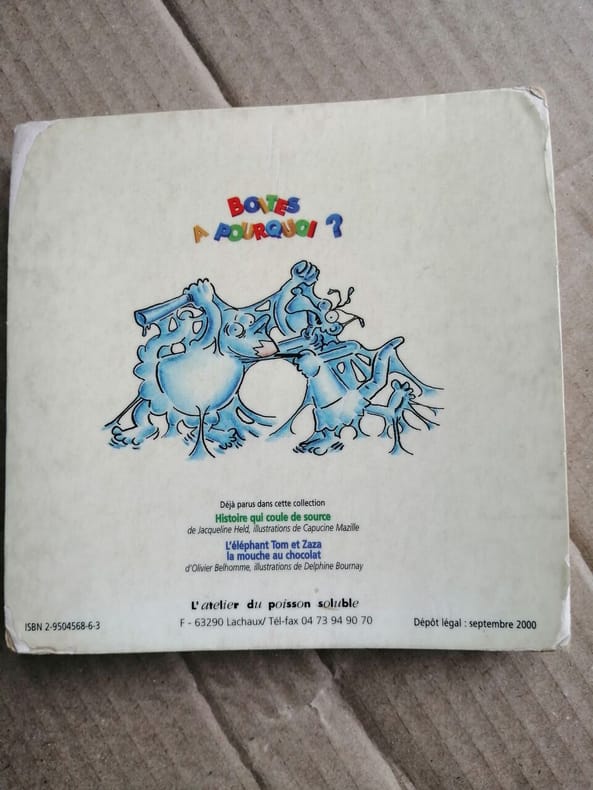 BOITES
A POURQUOI ?
Déjà parus dans cette collection
Histoire qui coule de source
de Jacqueline Held, illustrations de Capucine Mazille
L'éléphant Tom et Zaza
la mouche au chocolat
d'Olivier Belhomme, illustrations de Delphine Bournay
L'atelier du poisson soluble
F - 63290 Lachaux/ Tél-fax 04 73 94 90 70
ISBN 2-9504568-6-3
Dépôt légal : septembre 2000